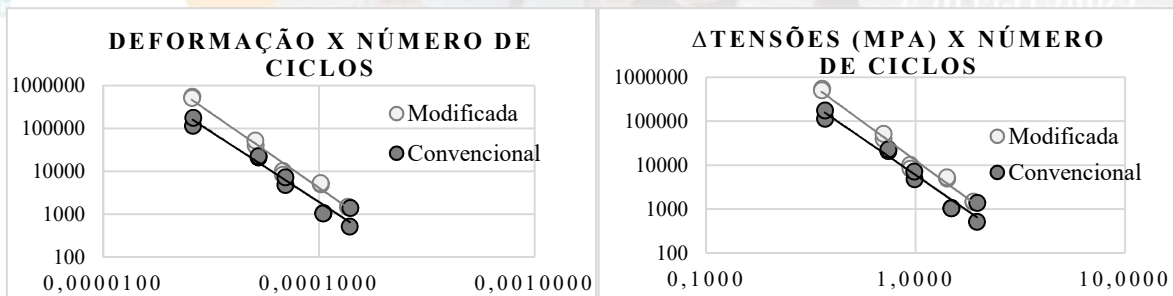 DEFORMAÇÃO X NÚMERO DE
CICLOS
1000000
100000
10000
1000
100
0,0000100
0,0001000
0,0010000
Modificada
Convencional
∆TENSÕES (MPA) X NÚMERO
DE CICLOS
1000000
100000
10000
1000
100
0,1000
1,0000
10,0000
Modificada
Convencional